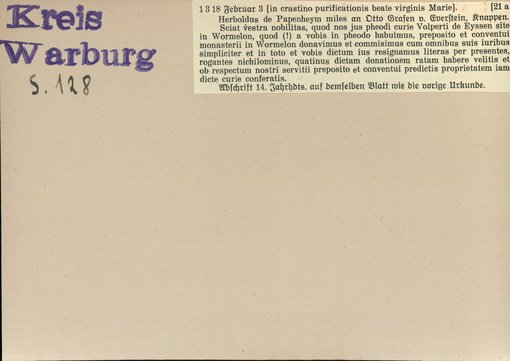 Kreis
Warburg
S. 128
1318 Februar 3 [in crastino purificationis beate virginis Marie]. [21 a
Herboldus de Papenheym miles an Otto Grafen v. Everstein, Knappen.
Sciat vestra nobilitas, quod nos jus pheodi curie Volperti de Eyssen site
in Wormelon, quod (!) a vobis in pheodo habuimus, preposito et conventui
monasterii in Wormelon donavimus et commisimus cum omnibus suis iuribus
simpliciter et in toto et vobis dictum ius resignamus literas per presentes,
rogantes nichilominus, quatinus dictam donationem ratam habere velitis et
ob respectum nostri servitii preposito et conventui predictis proprietatem iam
dicte curie conferatis.
Abschrift 14. Jahrhdts. auf demselben Blatt wie die vorige Urkunde.